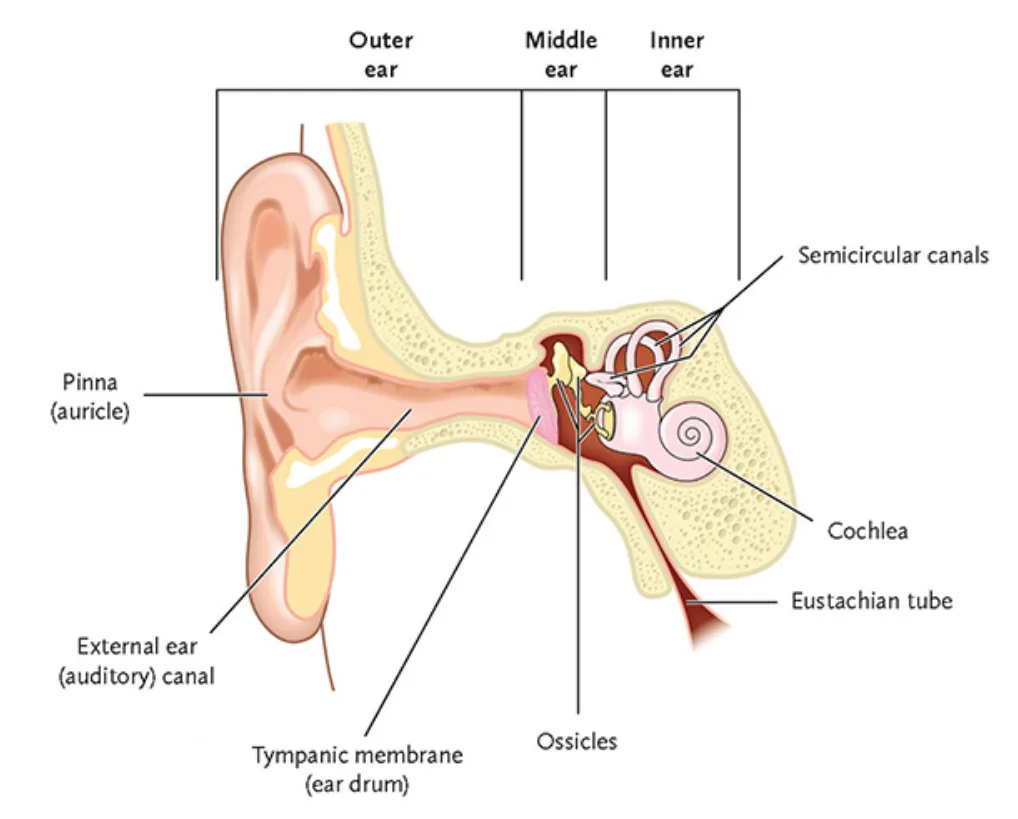 Outer
ear
Middle
ear
Inner
ear
Semicircular canals
Pinna
(auricle)
Cochlea
Eustachian tube
External ear
(auditory) canal
Ossicles
Tympanic membrane
(ear drum)